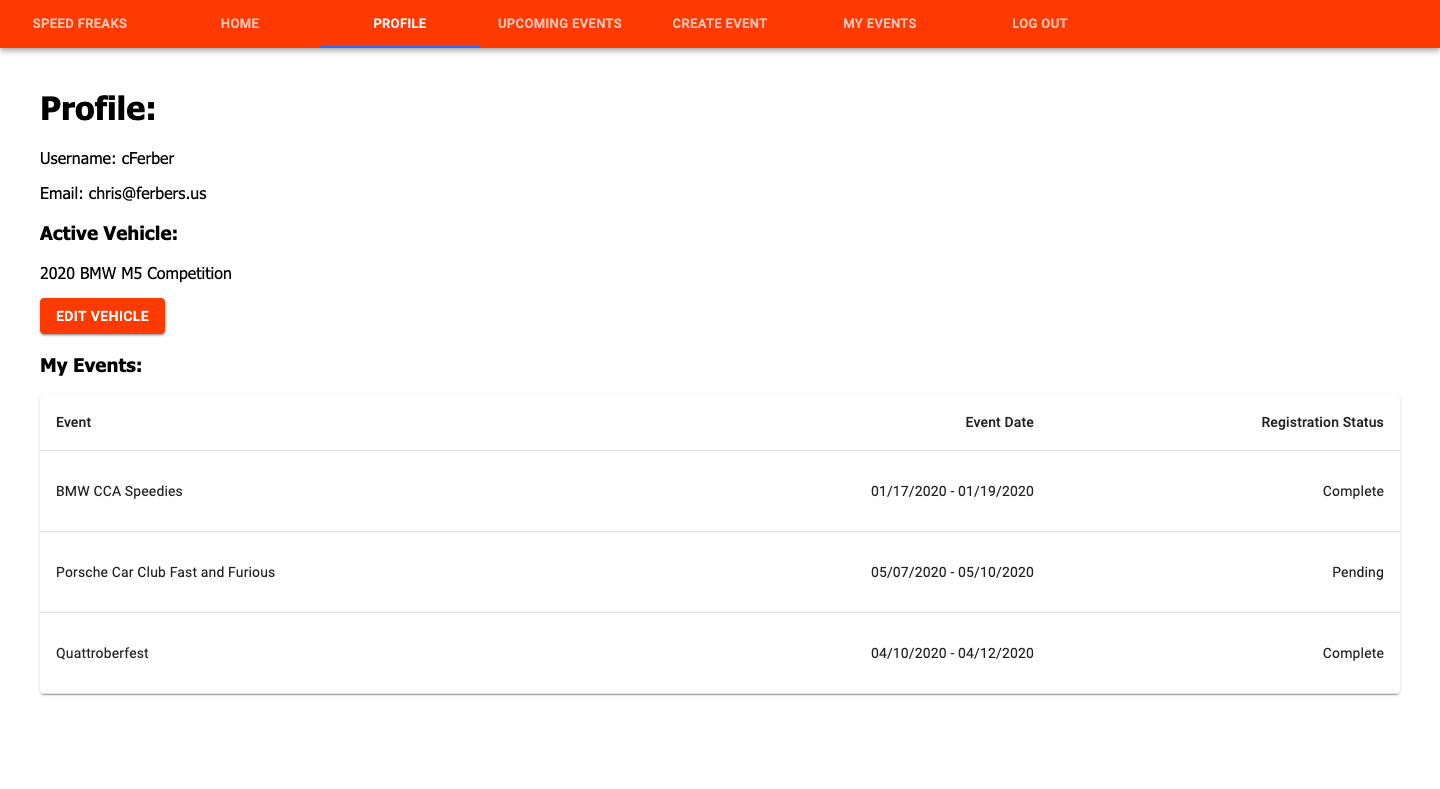 SPEED FREAKS HOME PROFILE UPCOMING EVENTS CREATE EVENT MY EVENTS LOG OUT
Profile:
Username: cFerber
Email: chris@ferbers.us
Active Vehicle:
2020 BMW M5 Competition
EDIT VEHICLE
My Events:
Event Event Date Registration Status
BMW CCA Speedies 01/17/2020 - 01/19/2020 Complete
Porsche Car Club Fast and Furious 05/07/2020 - 05/10/2020 Pending
Quattroberfest 04/10/2020 - 04/12/2020 Complete